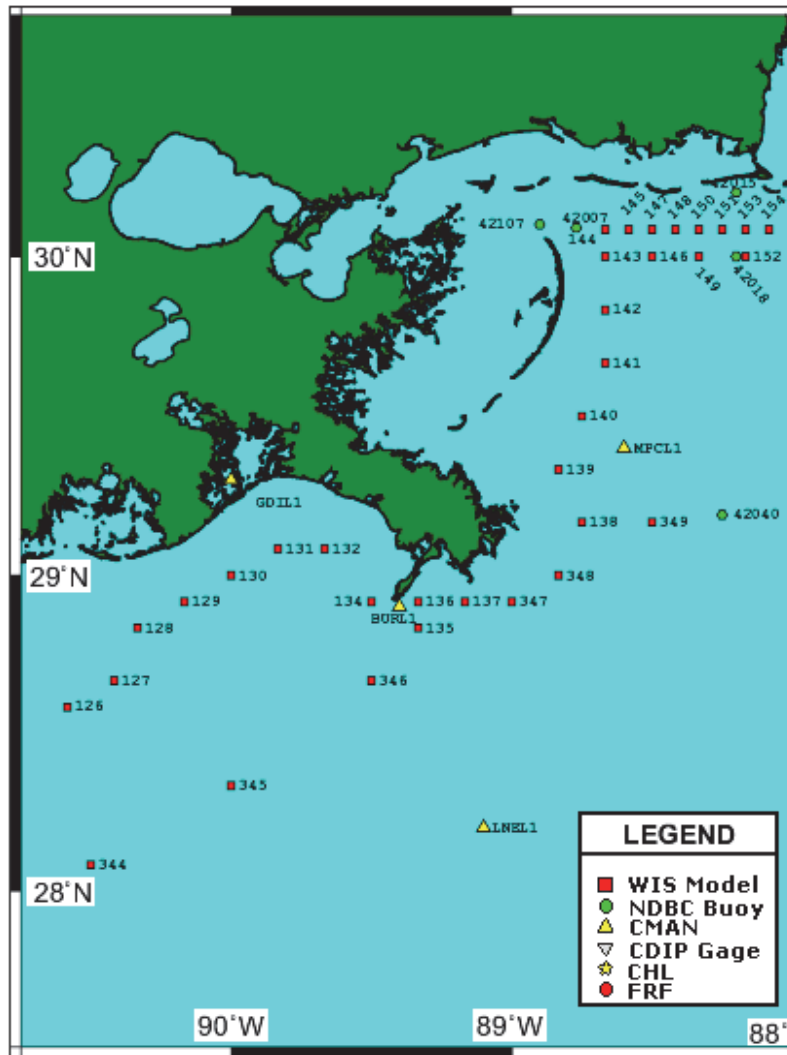 42015
145 147 148 150 151 153 154
42107 42007
144
30°N 143 146 149 42018 152
142
141
140
MPCL1
139
GDIL1
138 349 42040
131 132
29°N 130 348
129 134 136 137 347
BURL1
128 135
127 346
126
345
LNEL1
344
28°N
LEGEND
WIS Model
NDBC Buoy
CMAN
CDIP Gage
CHL
FRF
90°W 89°W 88°